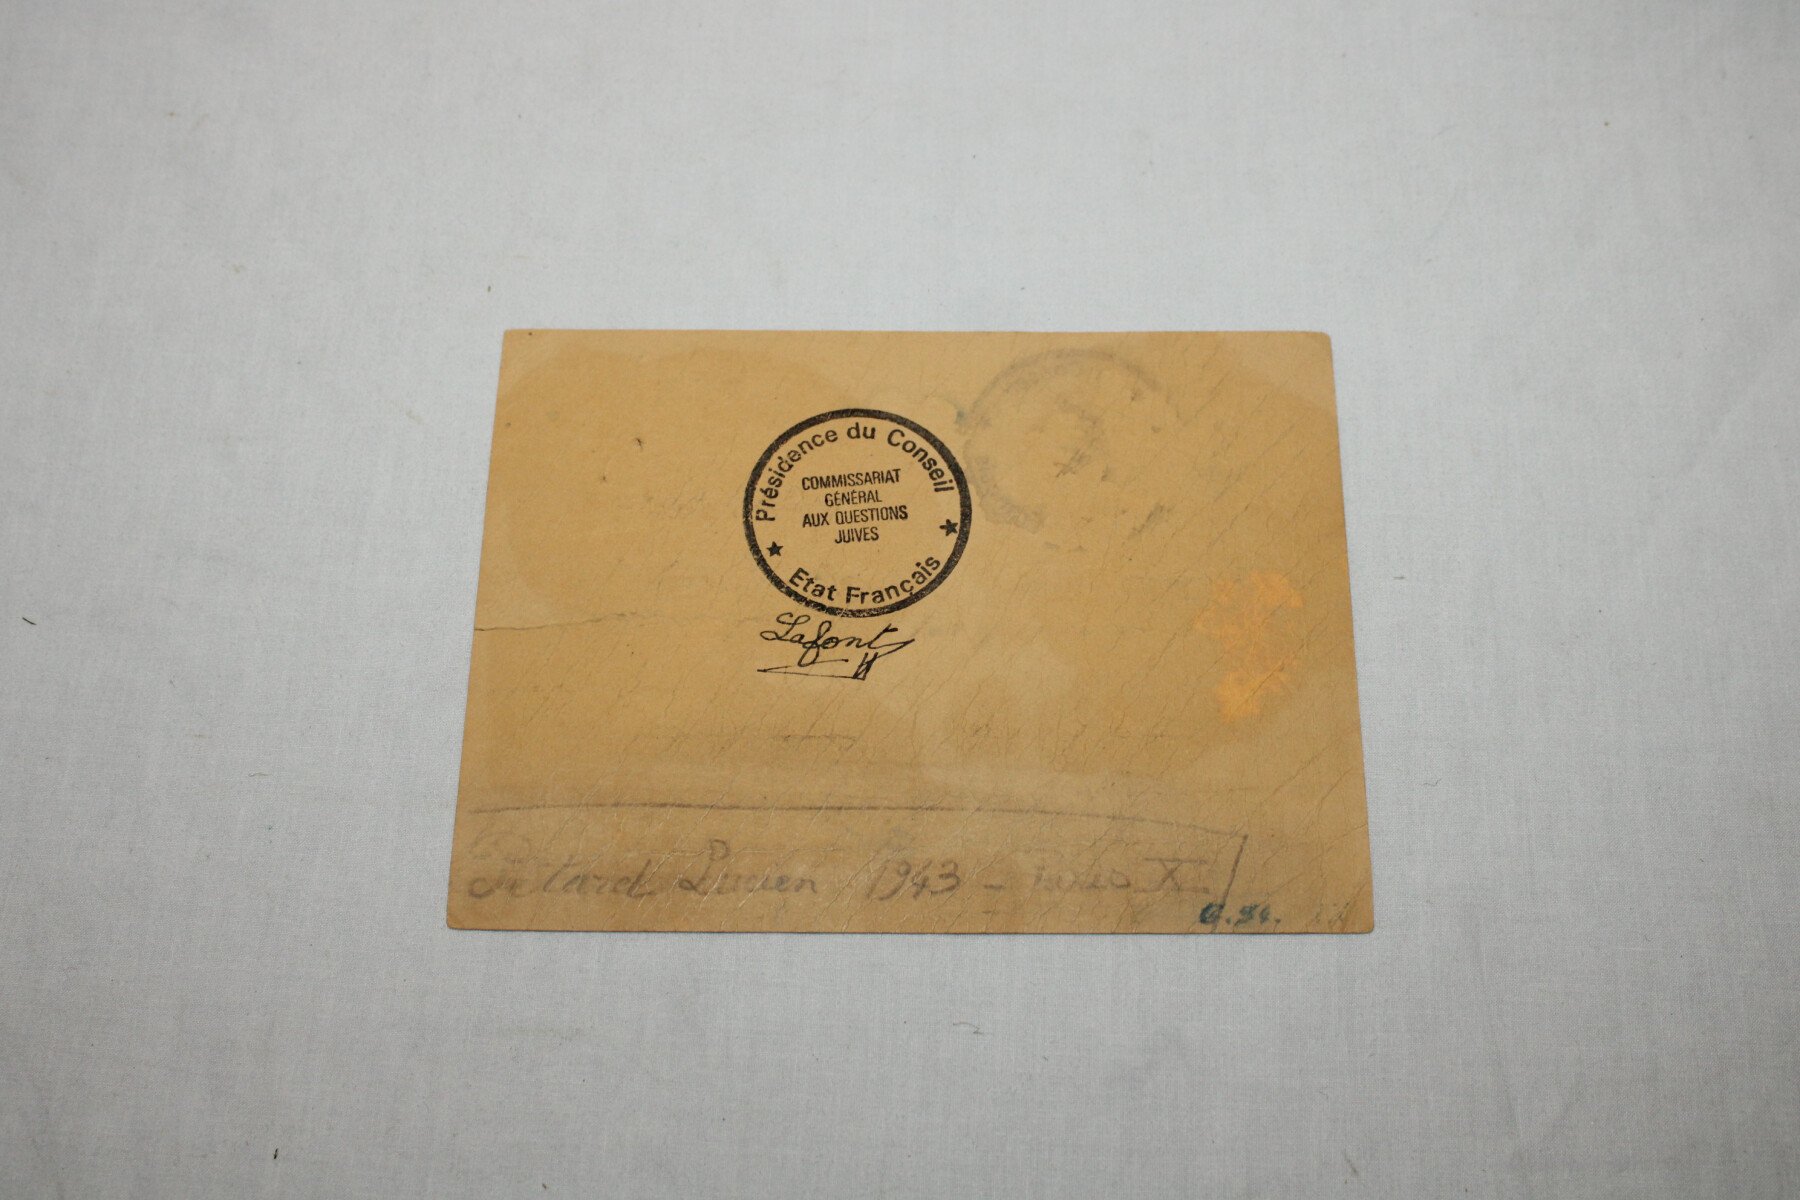 Présidence du Conseil
COMMISSARIAT
GÉNÉRAL
AUX QUESTIONS
JUIVES
★ Etat Français ★
Lafont
Lucien 1943 -